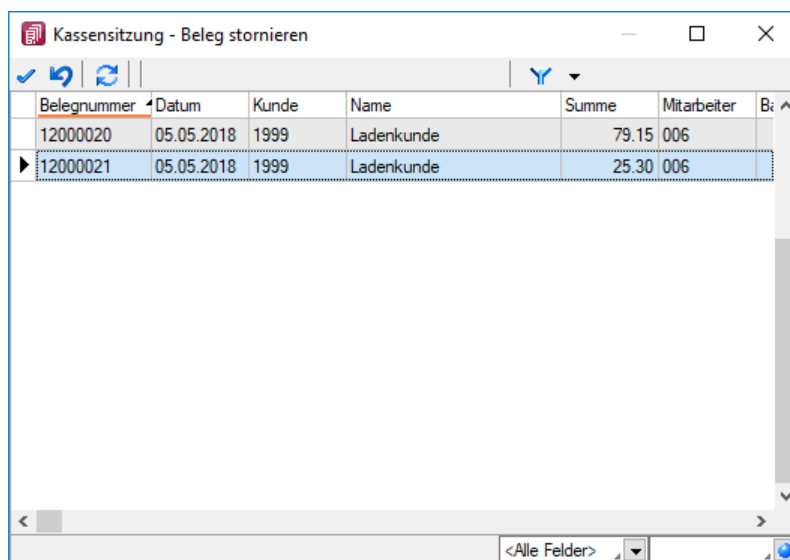 Kassensitzung - Beleg stornieren
Belegnummer Datum Kunde Name Summe Mitarbeiter
12000020 05.05.2018 1999 Ladenkunde 79.15 006
12000021 05.05.2018 1999 Ladenkunde 25.30 006
<Alle Felder>